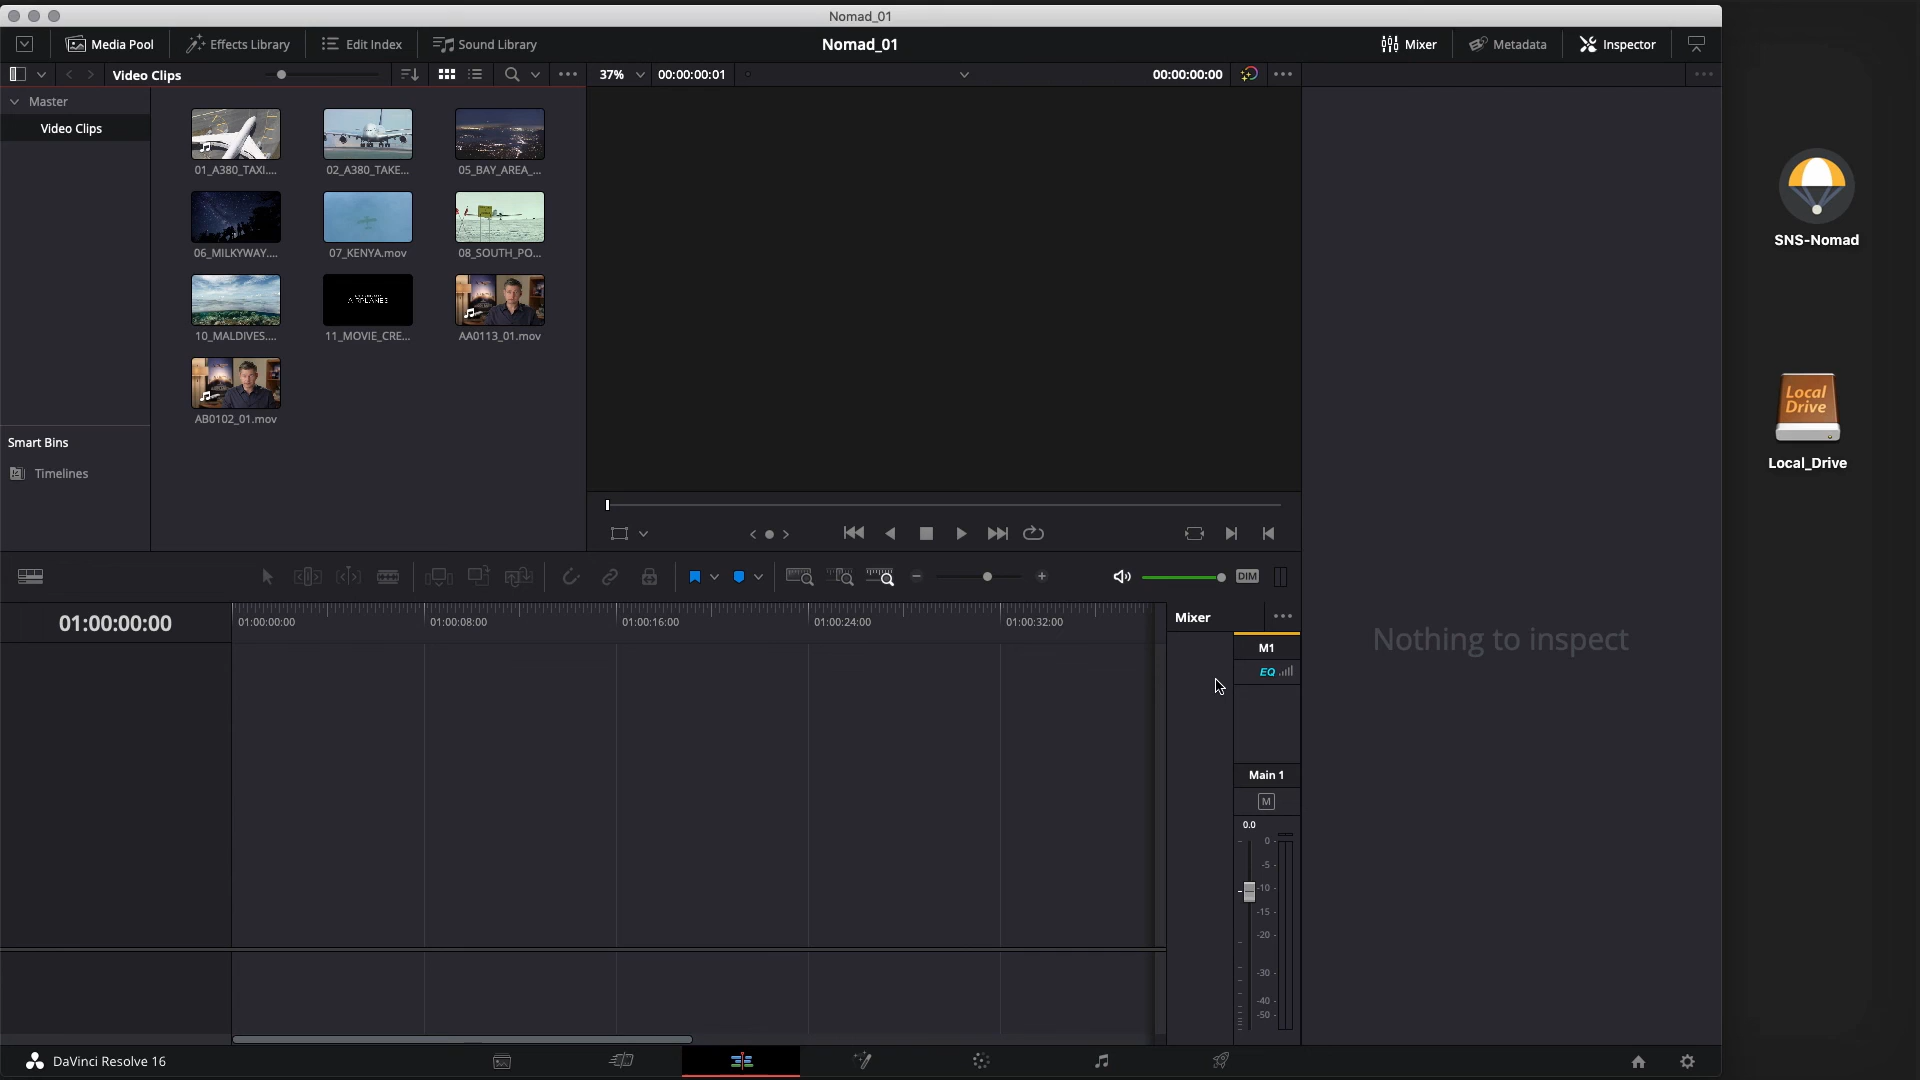 Nomad_01
Media Pool
Effects Library
Edit Index
Sound Library
Nomad_01
Mixer
Metadata
Inspector
Video Clips
37%
00:00:00:01
00:00:00:00
Master
Video Clips
01_A380_TAXI....
02_A380_TAKE...
05_BAY_AREA_...
06_MILKYWAY....
07_KENYA.mov
08_SOUTH_PO...
10_MALDIVES....
AIRPLANES
11_MOVIE_CRE...
AA0113_01.mov
AB0102_01.mov
Smart Bins
Timelines
SNS-Nomad
Local
Drive
Local_Drive
DIM
01:00:00:00
01:00:00:00
01:00:08:00
01:00:16:00
01:00:24:00
01:00:32:00
Mixer
M1
EQ
Nothing to inspect
Main 1
M
0.0
0
-5
-10
-15
-20
-30
-40
-50
DaVinci Resolve 16